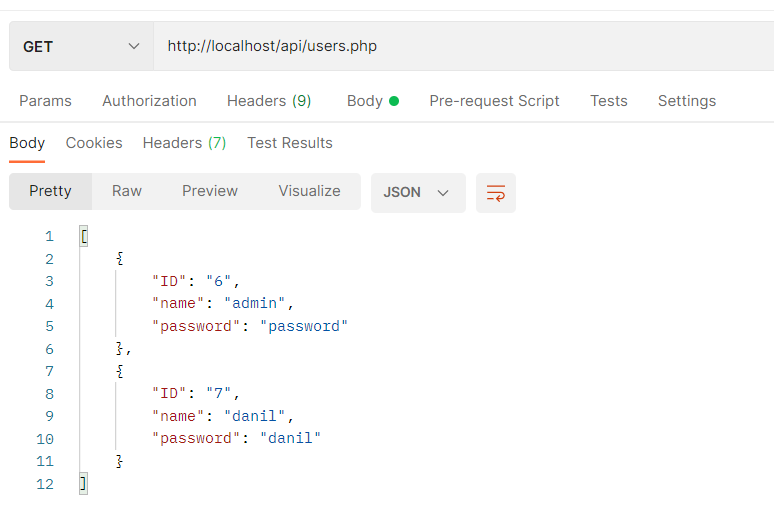 GET http://localhost/api/users.php
Params Authorization Headers (9) Body Pre-request Script Tests Settings
Body Cookies Headers (7) Test Results
Pretty Raw Preview Visualize JSON
1 [
2 {
3 "ID": "6",
4 "name": "admin",
5 "password": "password"
6 },
7 {
8 "ID": "7",
9 "name": "danil",
10 "password": "danil"
11 }
12 ]